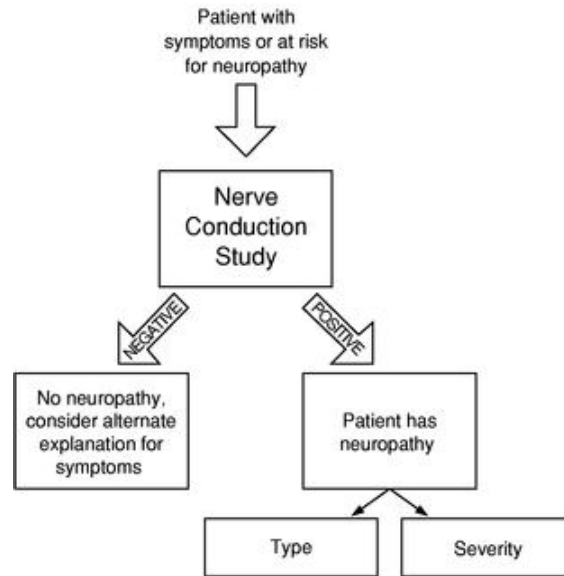 Patient with
symptoms or at risk
for neuropathy
Nerve
Conduction
Study
NEGATIVE
POSITIVE
No neuropathy,
consider alternate
explanation for
symptoms
Patient has
neuropathy
Type
Severity